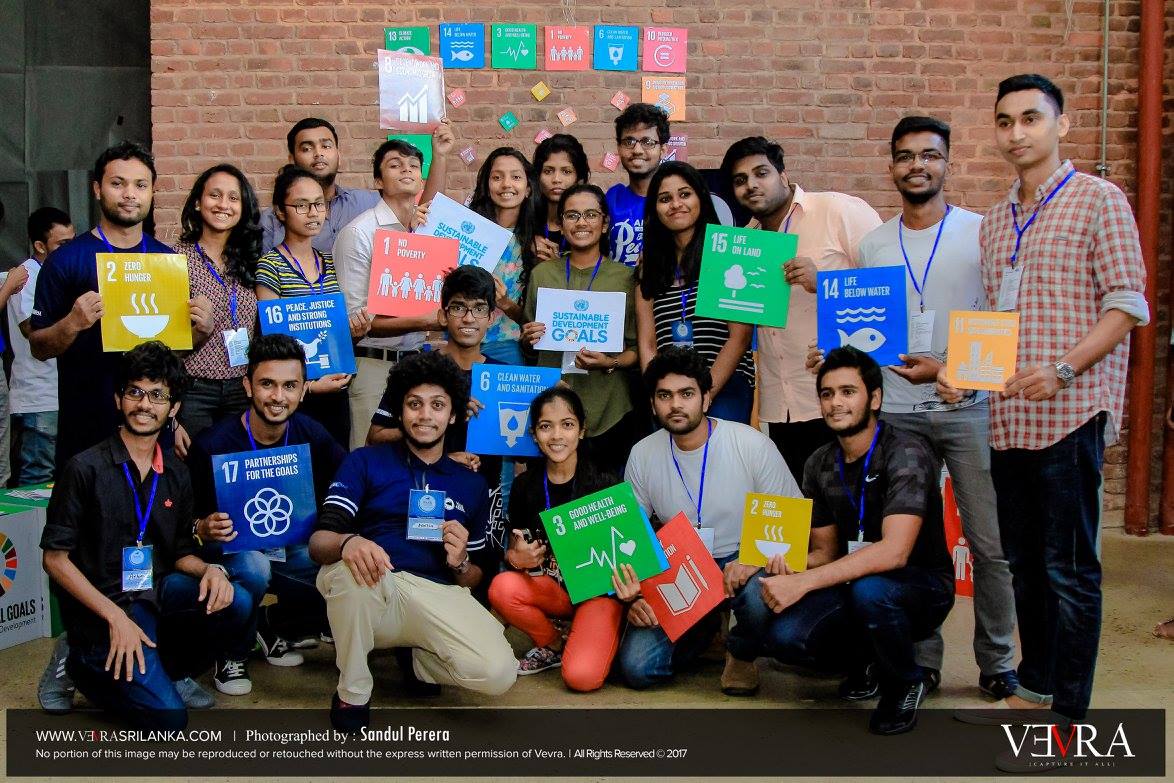 13 CLIMATE
ACTION
14 LIFE
BELOW WATER
3 GOOD HEALTH
AND WELL-BEING
1 NO
POVERTY
6 CLEAN WATER
AND SANITATION
10 REDUCED
INEQUALITIES
8 DECENT WORK AND
ECONOMIC GROWTH
9
2 ZERO
HUNGER
16 PEACE, JUSTICE
AND STRONG
INSTITUTIONS
1 NO
POVERTY
SUSTAINABLE
DEVELOPMENT
SUSTAINABLE
DEVELOPMENT
GOALS
15 LIFE
ON LAND
14 LIFE
BELOW WATER
11
6 CLEAN WATER
AND SANITATION
17 PARTNERSHIPS
FOR THE GOALS
3 GOOD HEALTH
AND WELL-BEING
2 ZERO
HUNGER
GOALS
Development
WWW.VEVRASRILANKA.COM | Photographed by : Sandul Perera
No portion of this image may be reproduced or retouched without the express written permission of Vevra. | All Rights Reserved © 2017
VEVRA
[CAPTURE IT ALL]